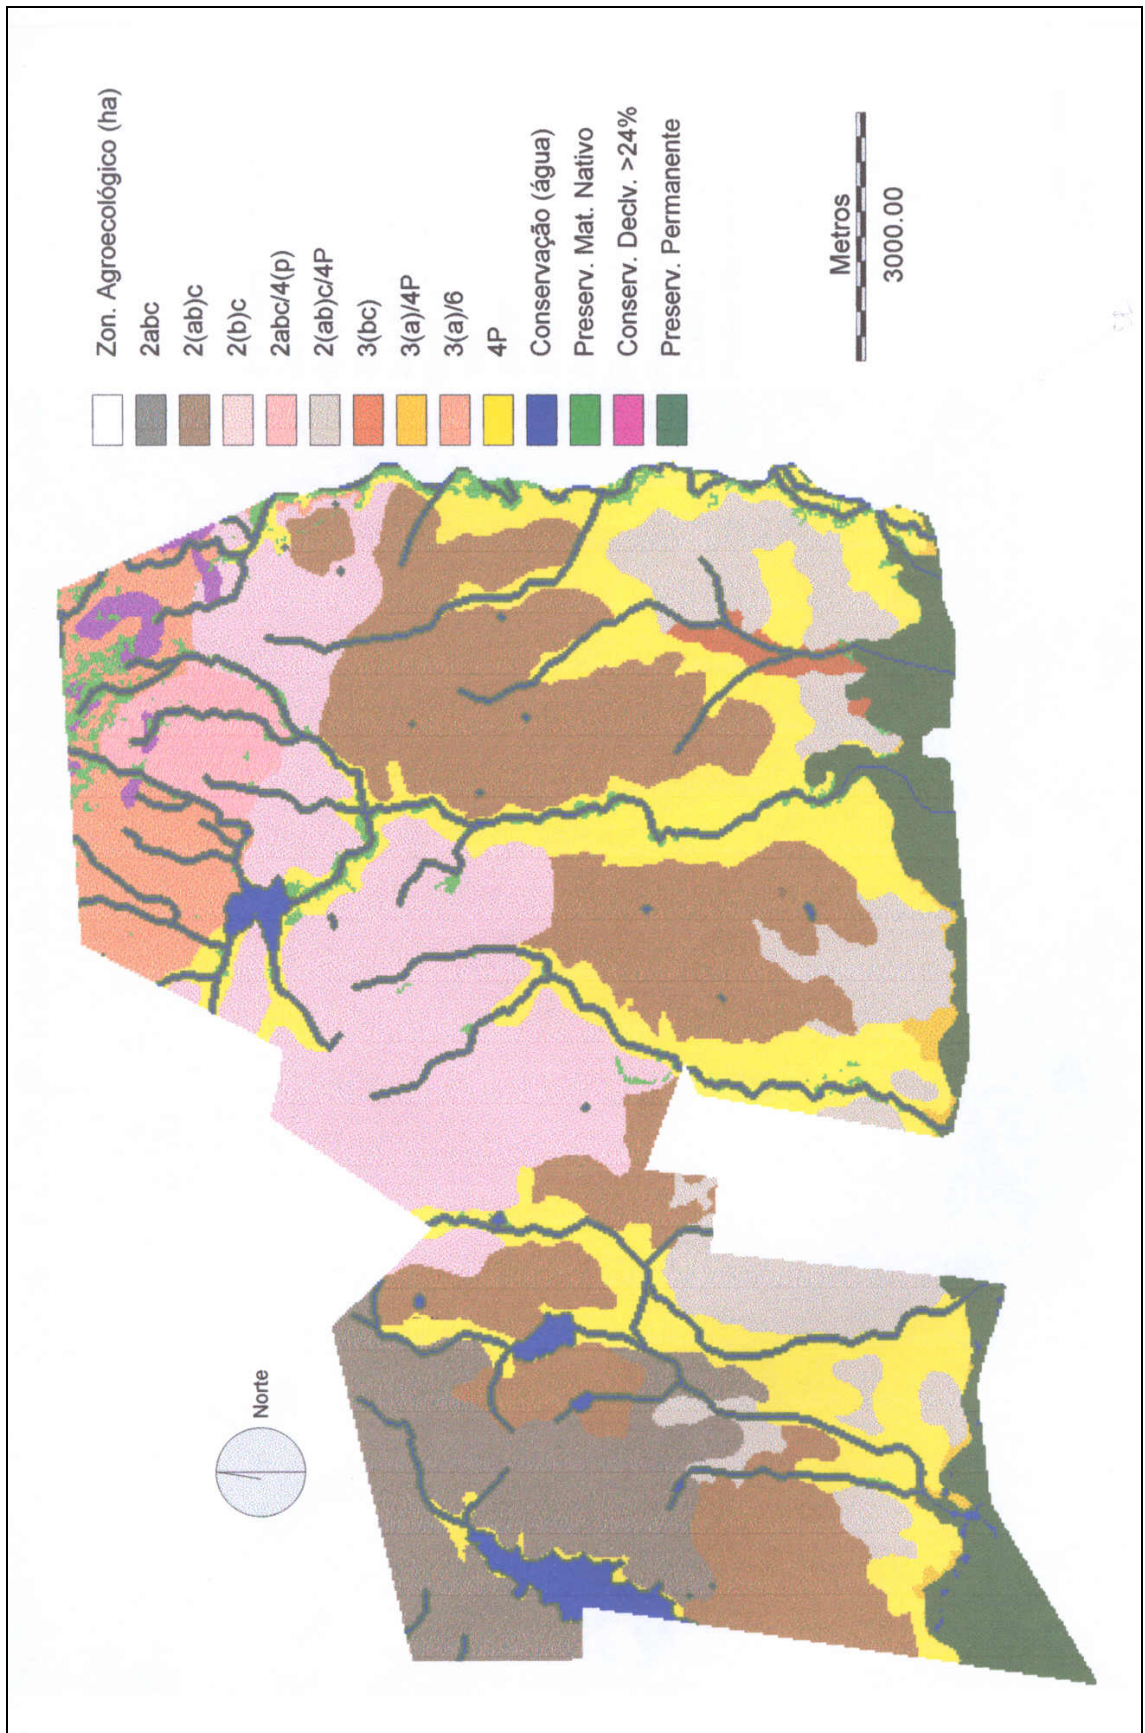 Zon. Agroecológico (ha)
2abc
2(ab)c
2(b)c
2abc/4(p)
2(ab)c/4P
3(bc)
3(a)/4P
3(a)/6
4P
Conservação (água)
Preserv. Mat. Nativo
Conserv. Declv. >24%
Preserv. Permanente
Metros
3000.00
Norte